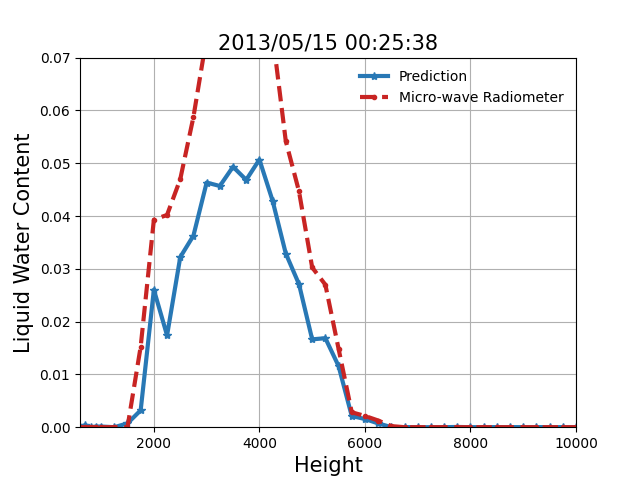 2013/05/15 00:25:38
Prediction
Micro-wave Radiometer
Liquid Water Content
0.07
0.06
0.05
0.04
0.03
0.02
0.01
0.00
2000 4000 6000 8000 10000
Height